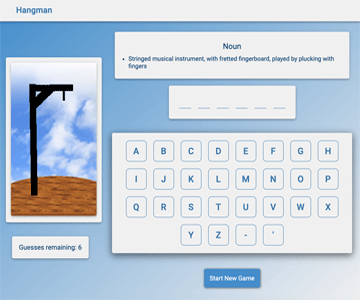 Hangman
Noun
• Stringed musical instrument, with fretted fingerboard, played by plucking with
fingers
_ _ _ _ _ _
A B C D E F G H
I J K L M N O P
Q R S T U V W X
Y Z - '
Guesses remaining: 6
Start New Game